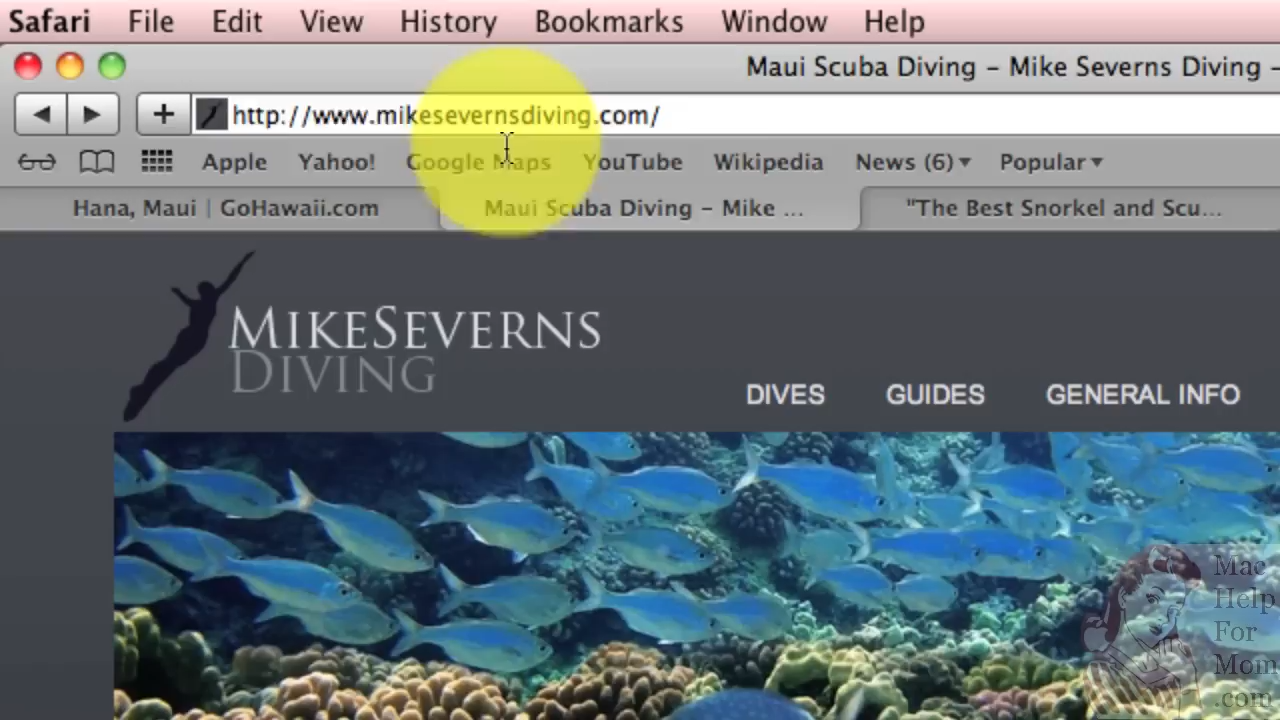 Safari File Edit View History Bookmarks Window Help
Maui Scuba Diving – Mike Severns Diving –
http://www.mikesevernsdiving.com/
Apple Yahoo! Google Maps YouTube Wikipedia News (6) Popular
Hana, Maui | GoHawaii.com Maui Scuba Diving – Mike ... "The Best Snorkel and Scu...
MIKESEVERNS
DIVING
DIVES GUIDES GENERAL INFO
Mac
Help
For
Mom
.com